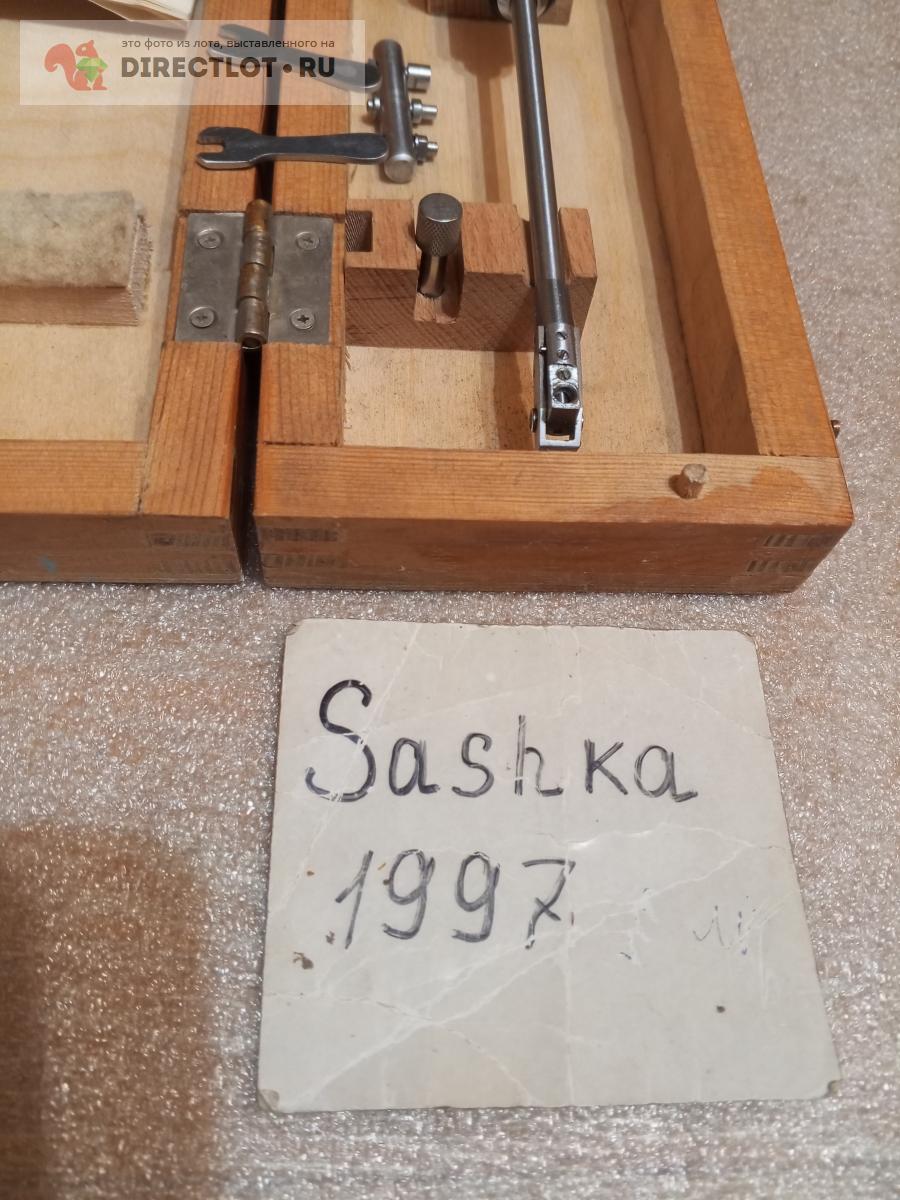 это фото из лота, выставленного на
DIRECTLOT•RU
Sashka
1997